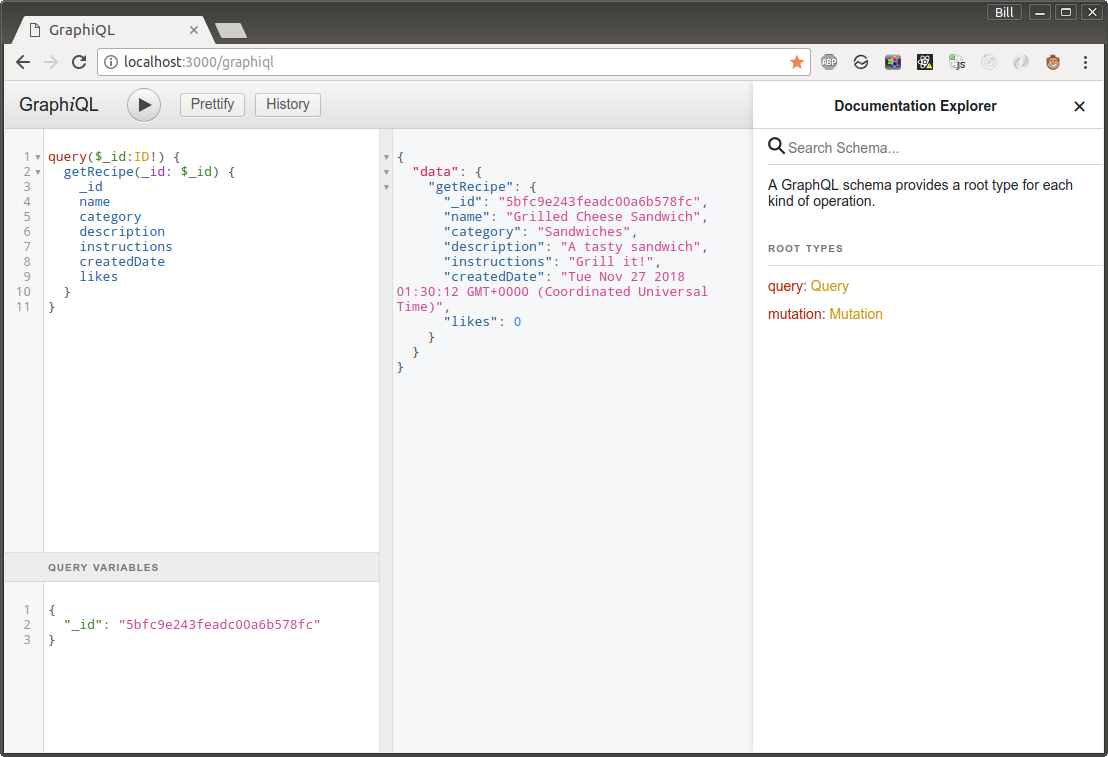 Bill
GraphiQL
localhost:3000/graphiql
ABP
JS
GraphiQL
Prettify
History
1 query($_id:ID!) {
2   getRecipe(_id: $_id) {
3     _id
4     name
5     category
6     description
7     instructions
8     createdDate
9     likes
10   }
11 }
QUERY VARIABLES
1 {
2   "_id": "5bfc9e243feadc00a6b578fc"
3 }
{
  "data": {
    "getRecipe": {
      "_id": "5bfc9e243feadc00a6b578fc",
      "name": "Grilled Cheese Sandwich",
      "category": "Sandwiches",
      "description": "A tasty sandwich",
      "instructions": "Grill it!",
      "createdDate": "Tue Nov 27 2018
01:30:12 GMT+0000 (Coordinated Universal
Time)",
      "likes": 0
    }
  }
}
Documentation Explorer
Search Schema...
A GraphQL schema provides a root type for each
kind of operation.
ROOT TYPES
query: Query
mutation: Mutation